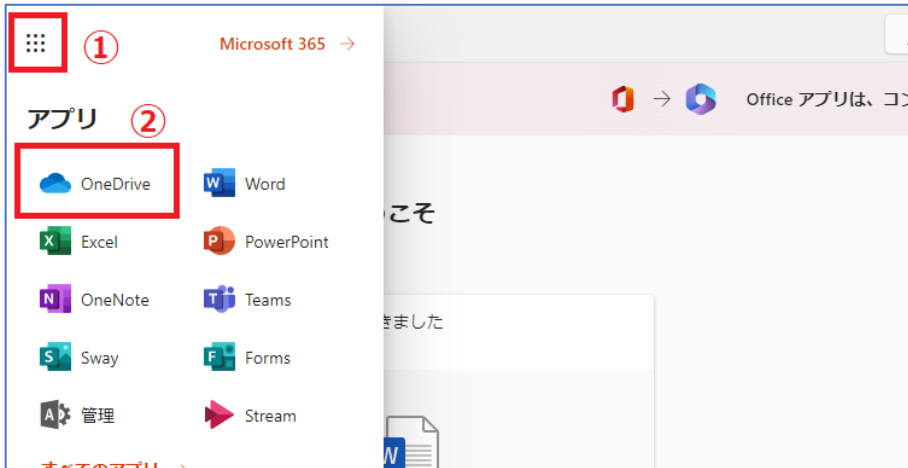 ① Microsoft 365 →
Office アプリは、コン
アプリ ②
OneDrive Word
こそ
Excel PowerPoint
OneNote Teams
きました
Sway Forms
管理 Stream
すべてのアプリ →